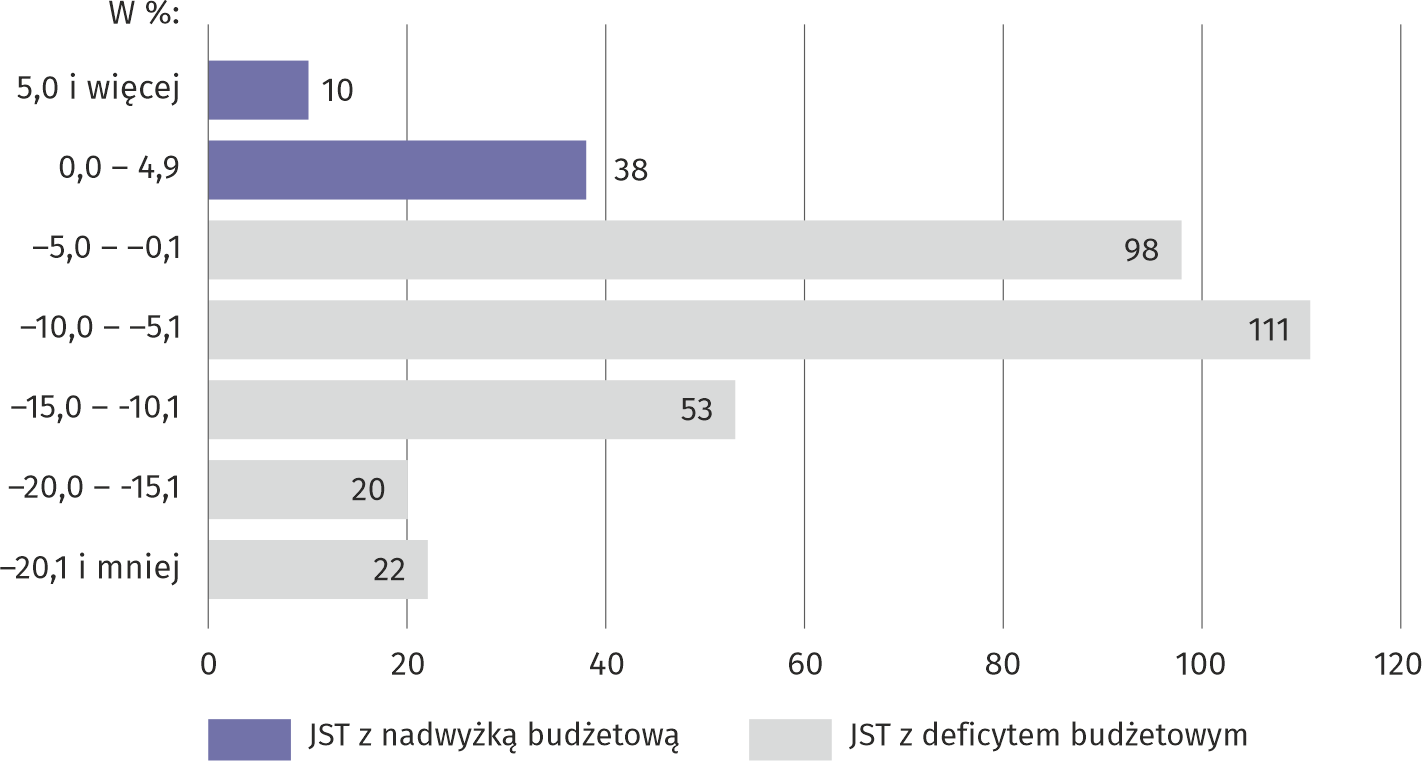 W %:
5,0 i więcej 10
0,0 – 4,9 38
–5,0 – –0,1 98
–10,0 – –5,1 111
–15,0 – -10,1 53
–20,0 – -15,1 20
–20,1 i mniej 22
0 20 40 60 80 100 120
JST z nadwyżką budżetową JST z deficytem budżetowym